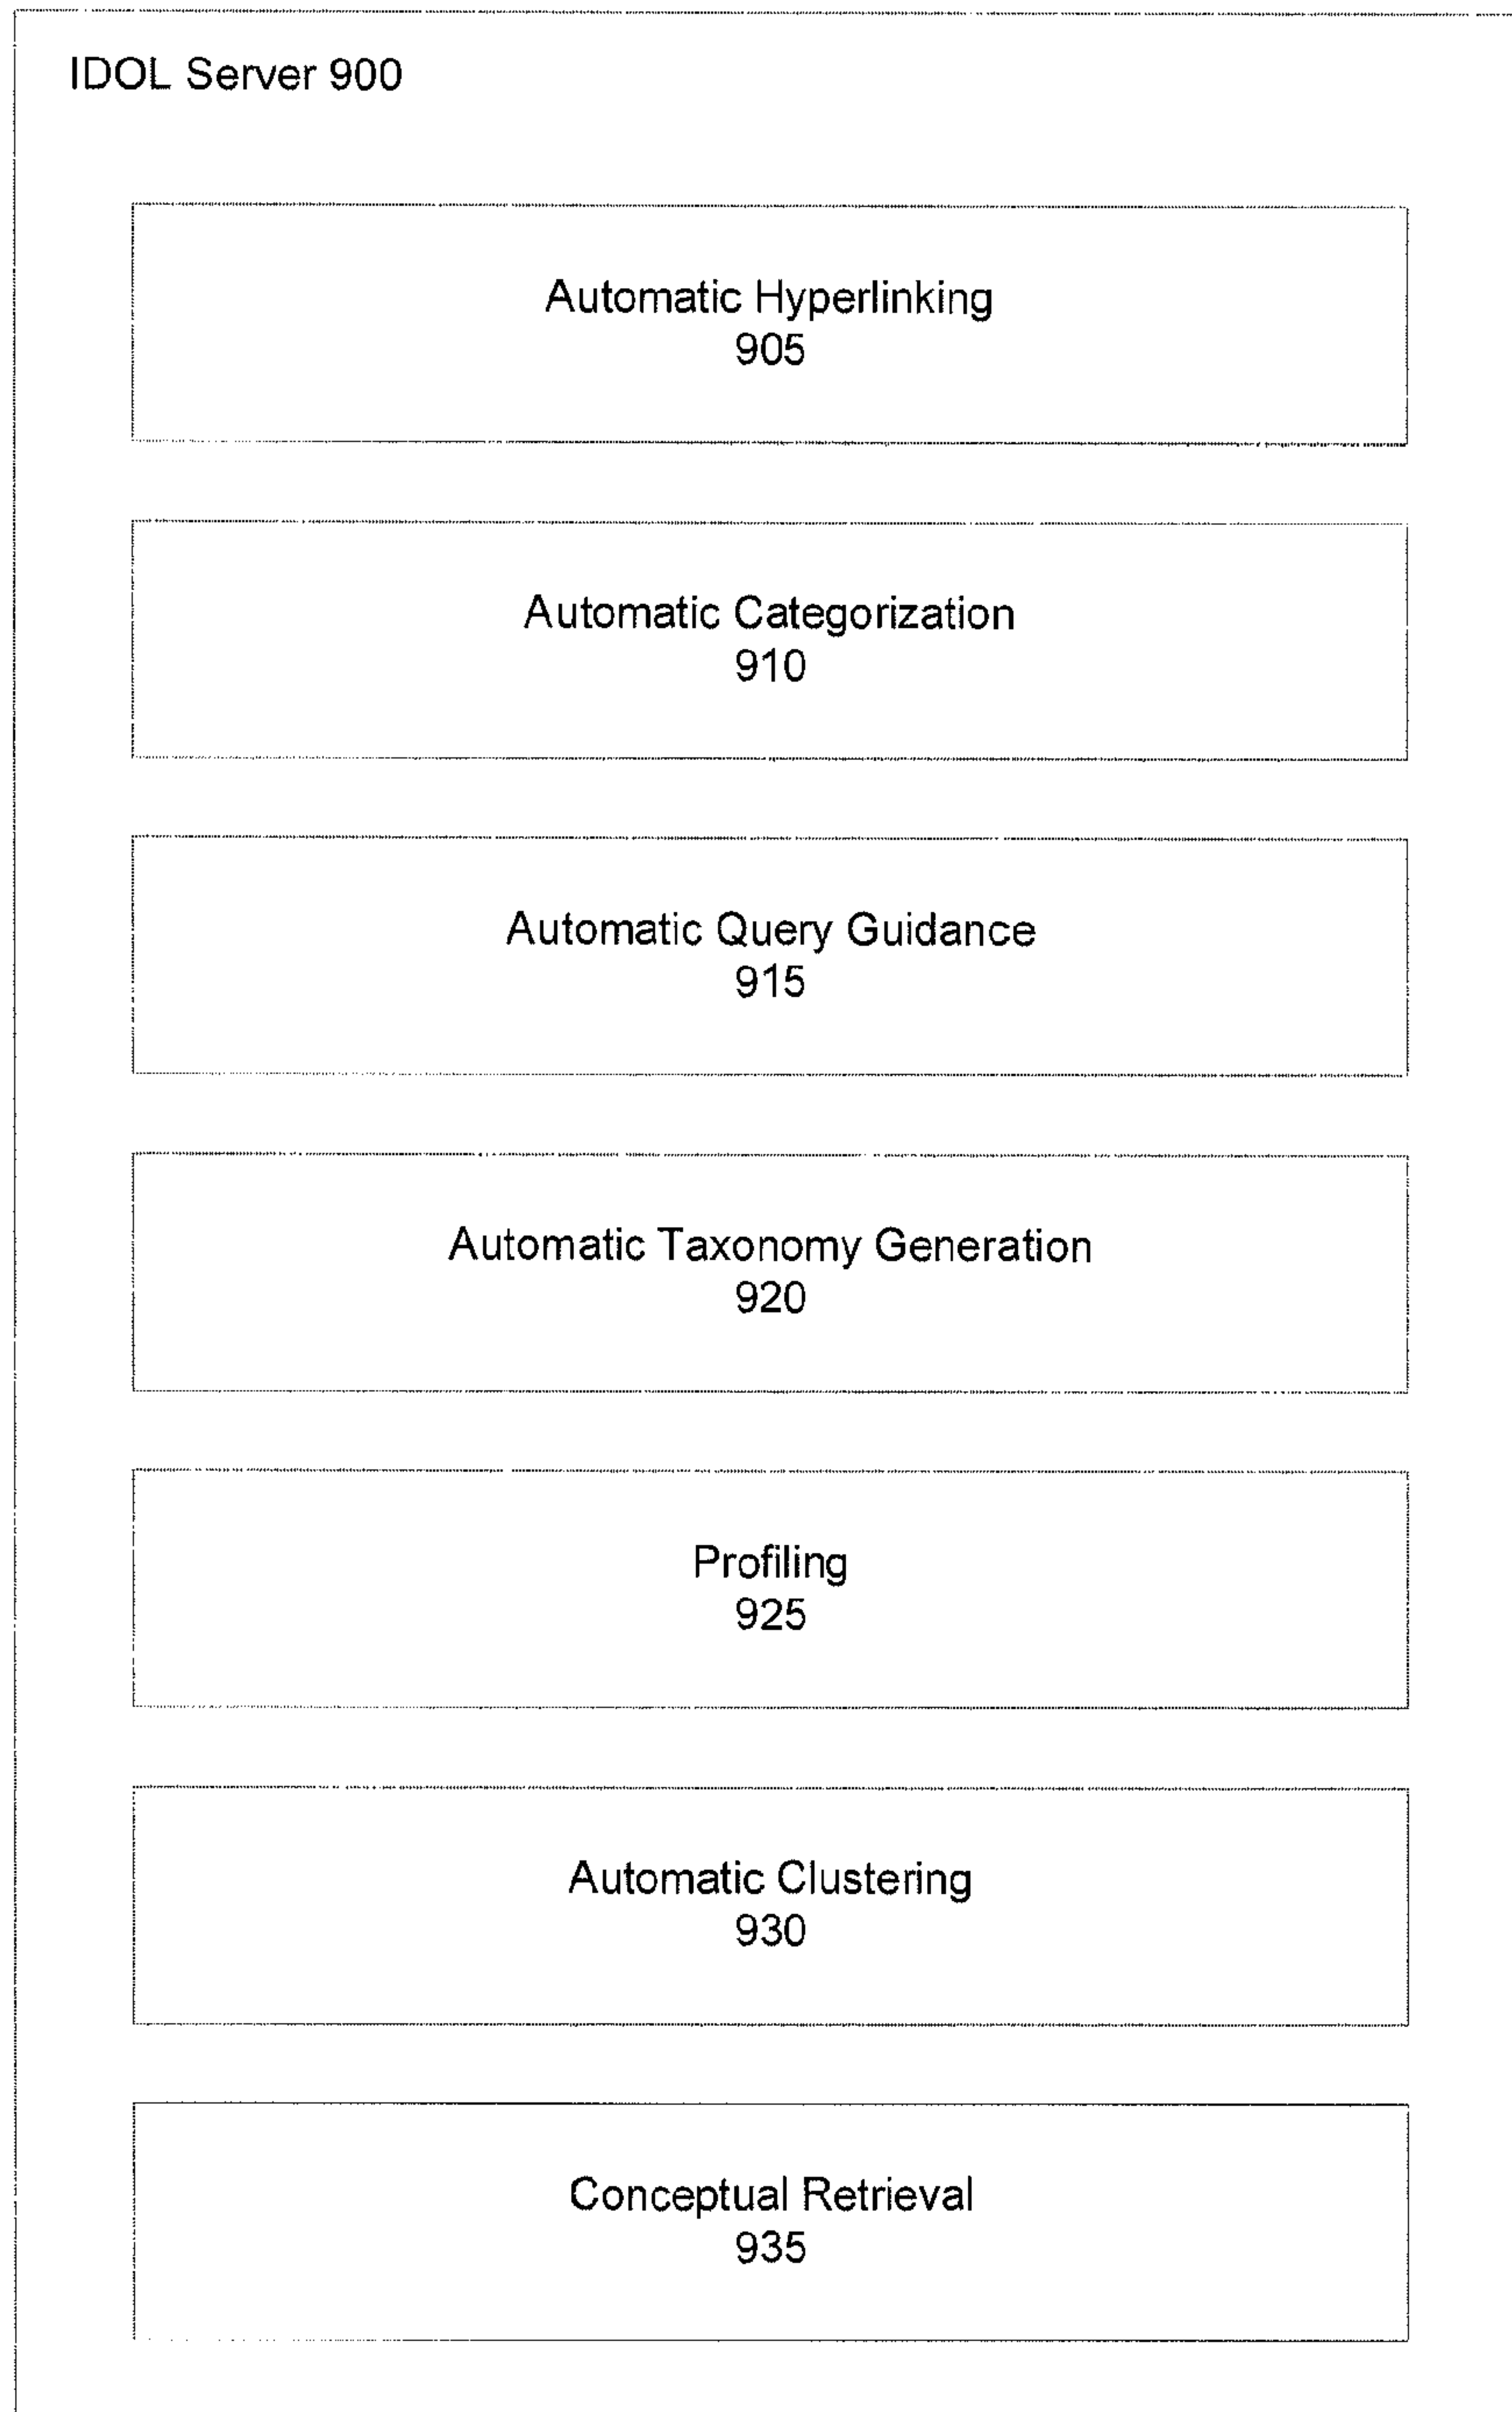 IDOL Server 900
Automatic Hyperlinking
905
Automatic Categorization
910
Automatic Query Guidance
915
Automatic Taxonomy Generation
920
Profiling
925
Automatic Clustering
930
Conceptual Retrieval
935